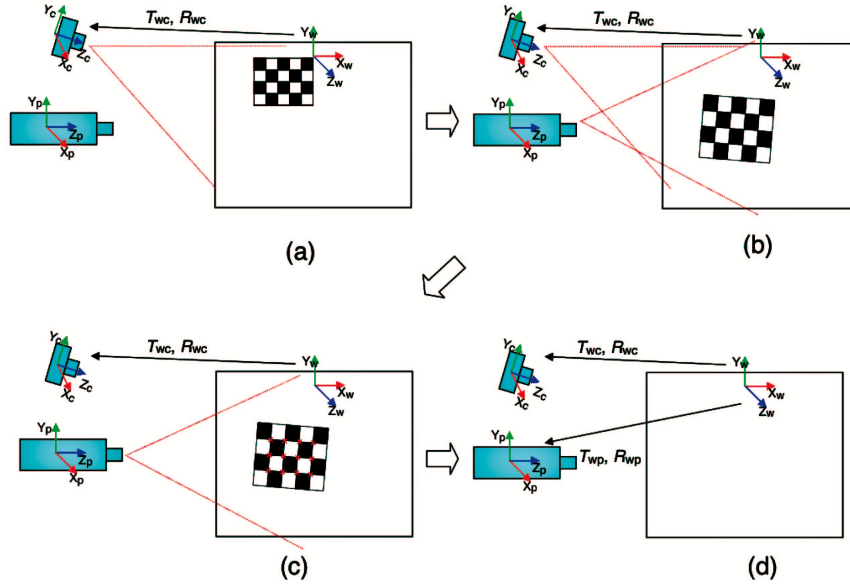 Yc
Twc, Rwc
Yw
Zc
Xc
Xw
Zw
Yp
Zp
Xp
(a)
Yc
Twc, Rwc
Yw
Zc
Xc
Xw
Zw
Yp
Zp
Xp
(b)
Yc
Twc, Rwc
Yw
Zc
Xc
Xw
Zw
Yp
Zp
Xp
(c)
Yc
Twc, Rwc
Yw
Zc
Xc
Xw
Zw
Yp
Zp
Twp, Rwp
Xp
(d)